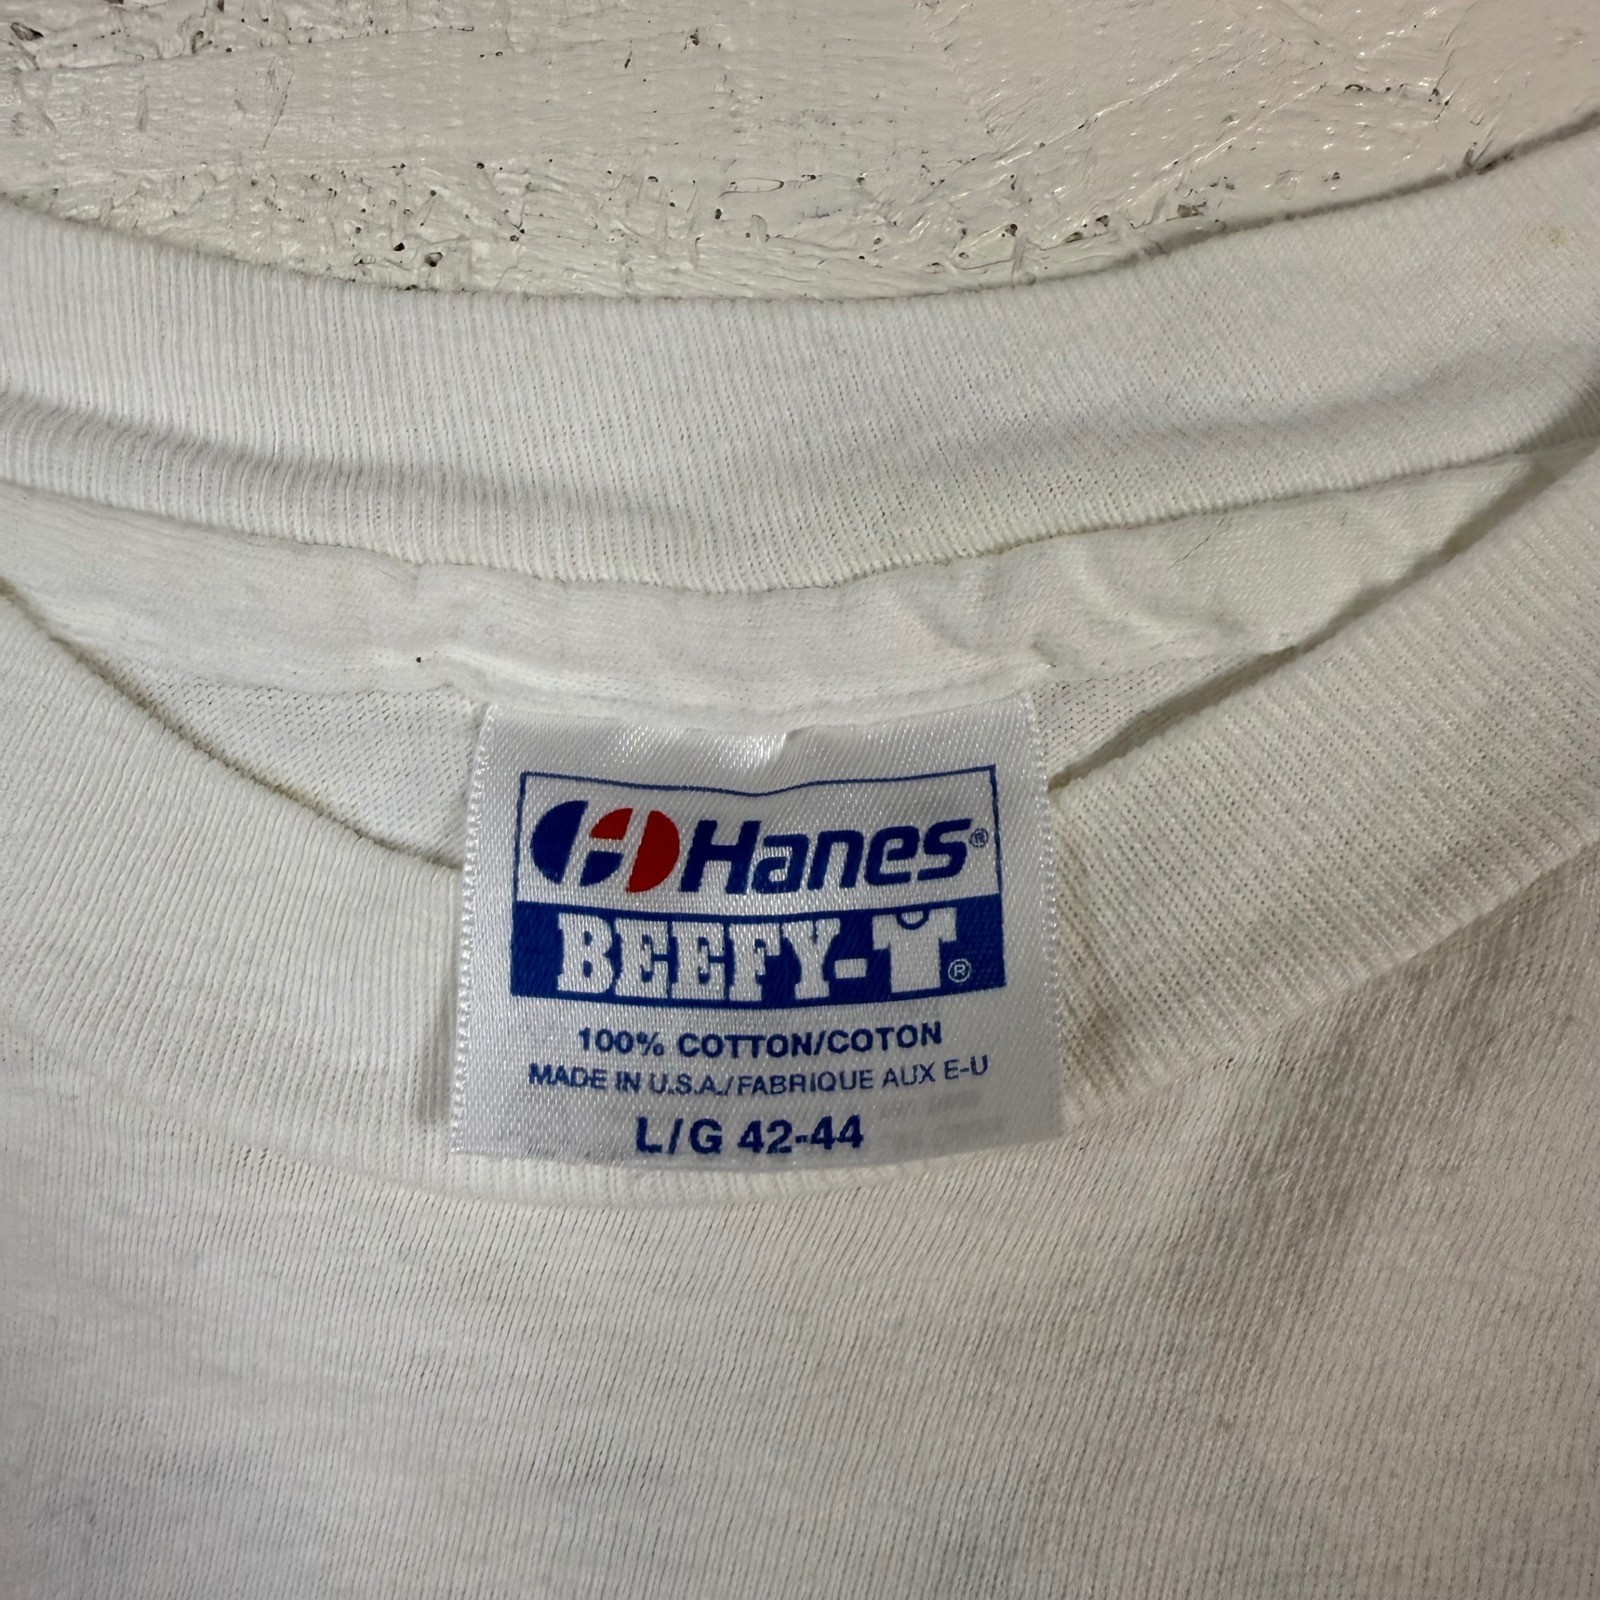 Hanes®
BEEFY-T®
100% COTTON/COTON
MADE IN U.S.A./FABRIQUE AUX E-U
L/G 42-44